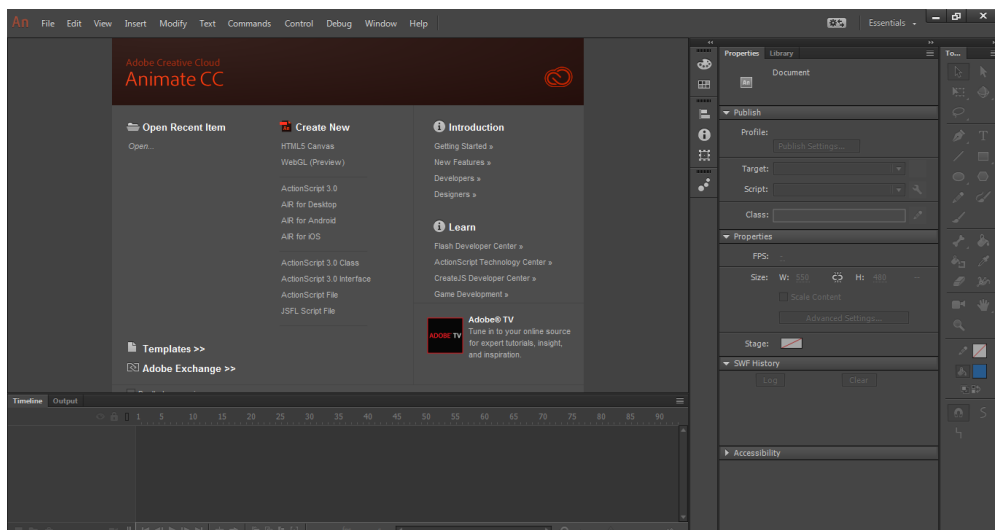 An File Edit View Insert Modify Text Commands Control Debug Window Help Essentials
Adobe Creative Cloud
Animate CC
Open Recent Item
Open...
Templates >>
Adobe Exchange >>
Create New
HTML5 Canvas
WebGL (Preview)
ActionScript 3.0
AIR for Desktop
AIR for Android
AIR for iOS
ActionScript 3.0 Class
ActionScript 3.0 Interface
ActionScript File
JSFL Script File
Introduction
Getting Started »
New Features »
Developers »
Designers »
Learn
Flash Developer Center »
ActionScript Technology Center »
CreateJS Developer Center »
Game Development »
ADOBE TV
Adobe® TV
Tune in to your online source
for expert tutorials, insight,
and inspiration.
Timeline Output
1 5 10 15 20 25 30 35 40 45 50 55 60 65 70 75 80 85 90
Properties Library
An
Document
Publish
Profile:
Publish Settings...
Target:
Script:
Class:
Properties
FPS:
Size: W: 550 H: 400
Scale Content
Advanced Settings...
Stage:
SWF History
Log Clear
Accessibility
To...